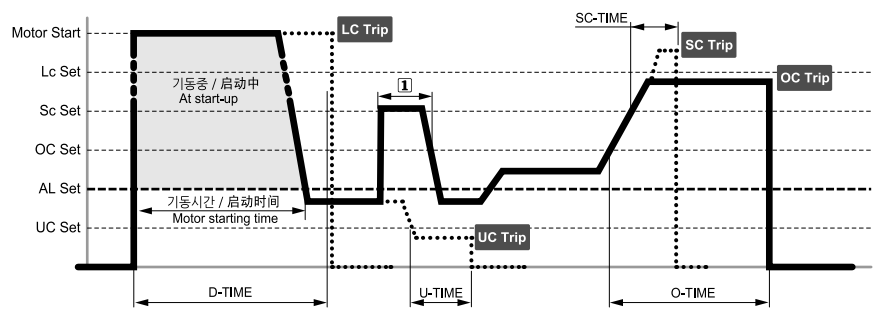 SC-TIME
Motor Start
LC Trip
SC Trip
Lc Set
기동중 / 启动中
At start-up
1
OC Trip
Sc Set
OC Set
AL Set
기동시간 / 启动时间
Motor starting time
UC Set
UC Trip
D-TIME
U-TIME
O-TIME